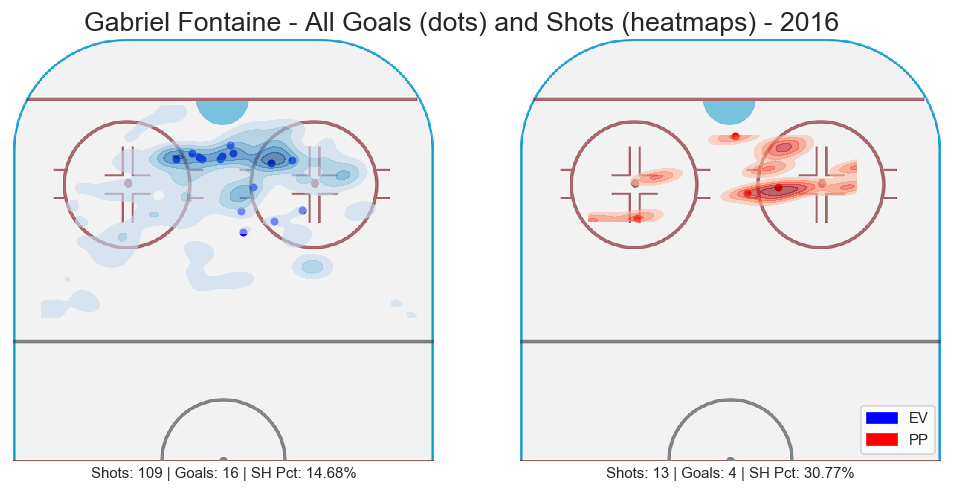 Gabriel Fontaine - All Goals (dots) and Shots (heatmaps) - 2016
EV
PP
Shots: 109 | Goals: 16 | SH Pct: 14.68%
Shots: 13 | Goals: 4 | SH Pct: 30.77%